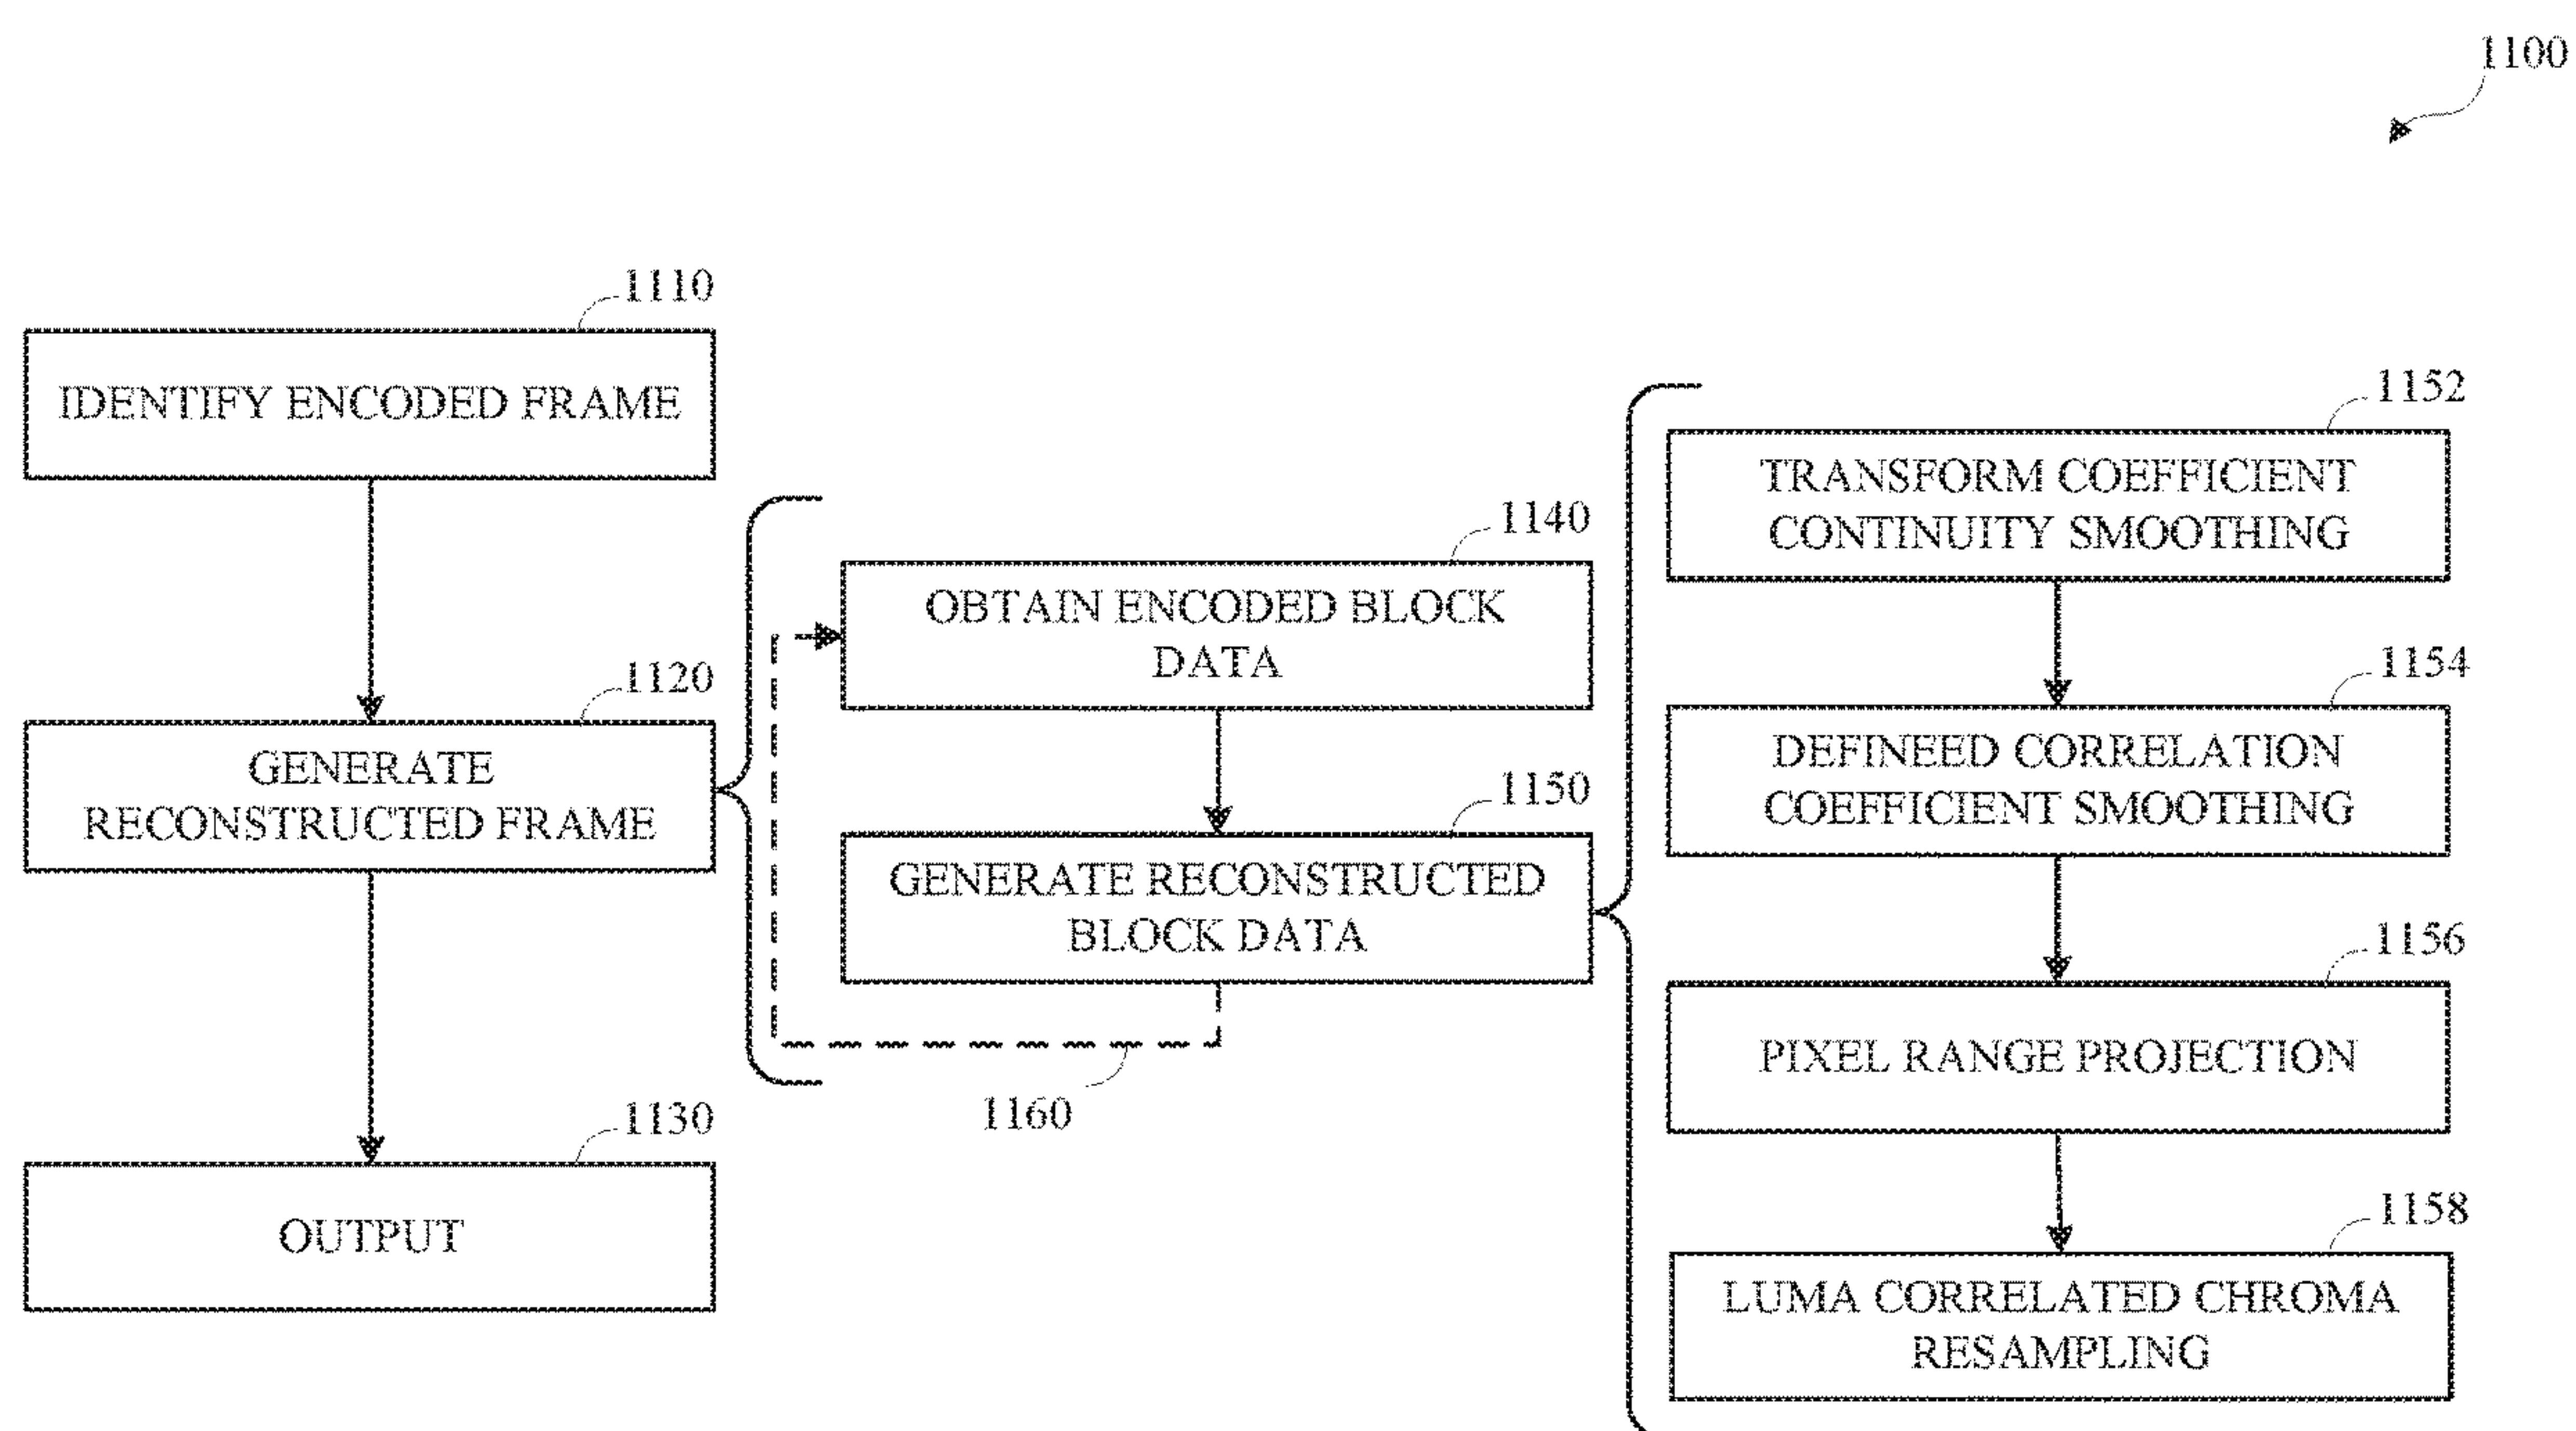 1100
1110
IDENTIFY ENCODED FRAME
1120
GENERATE
RECONSTRUCTED FRAME
1130
OUTPUT
1140
OBTAIN ENCODED BLOCK
DATA
1150
GENERATE RECONSTRUCTED
BLOCK DATA
1160
1152
TRANSFORM COEFFICIENT
CONTINUITY SMOOTHING
1154
DEFINEED CORRELATION
COEFFICIENT SMOOTHING
1156
PIXEL RANGE PROJECTION
1158
LUMA CORRELATED CHROMA
RESAMPLING